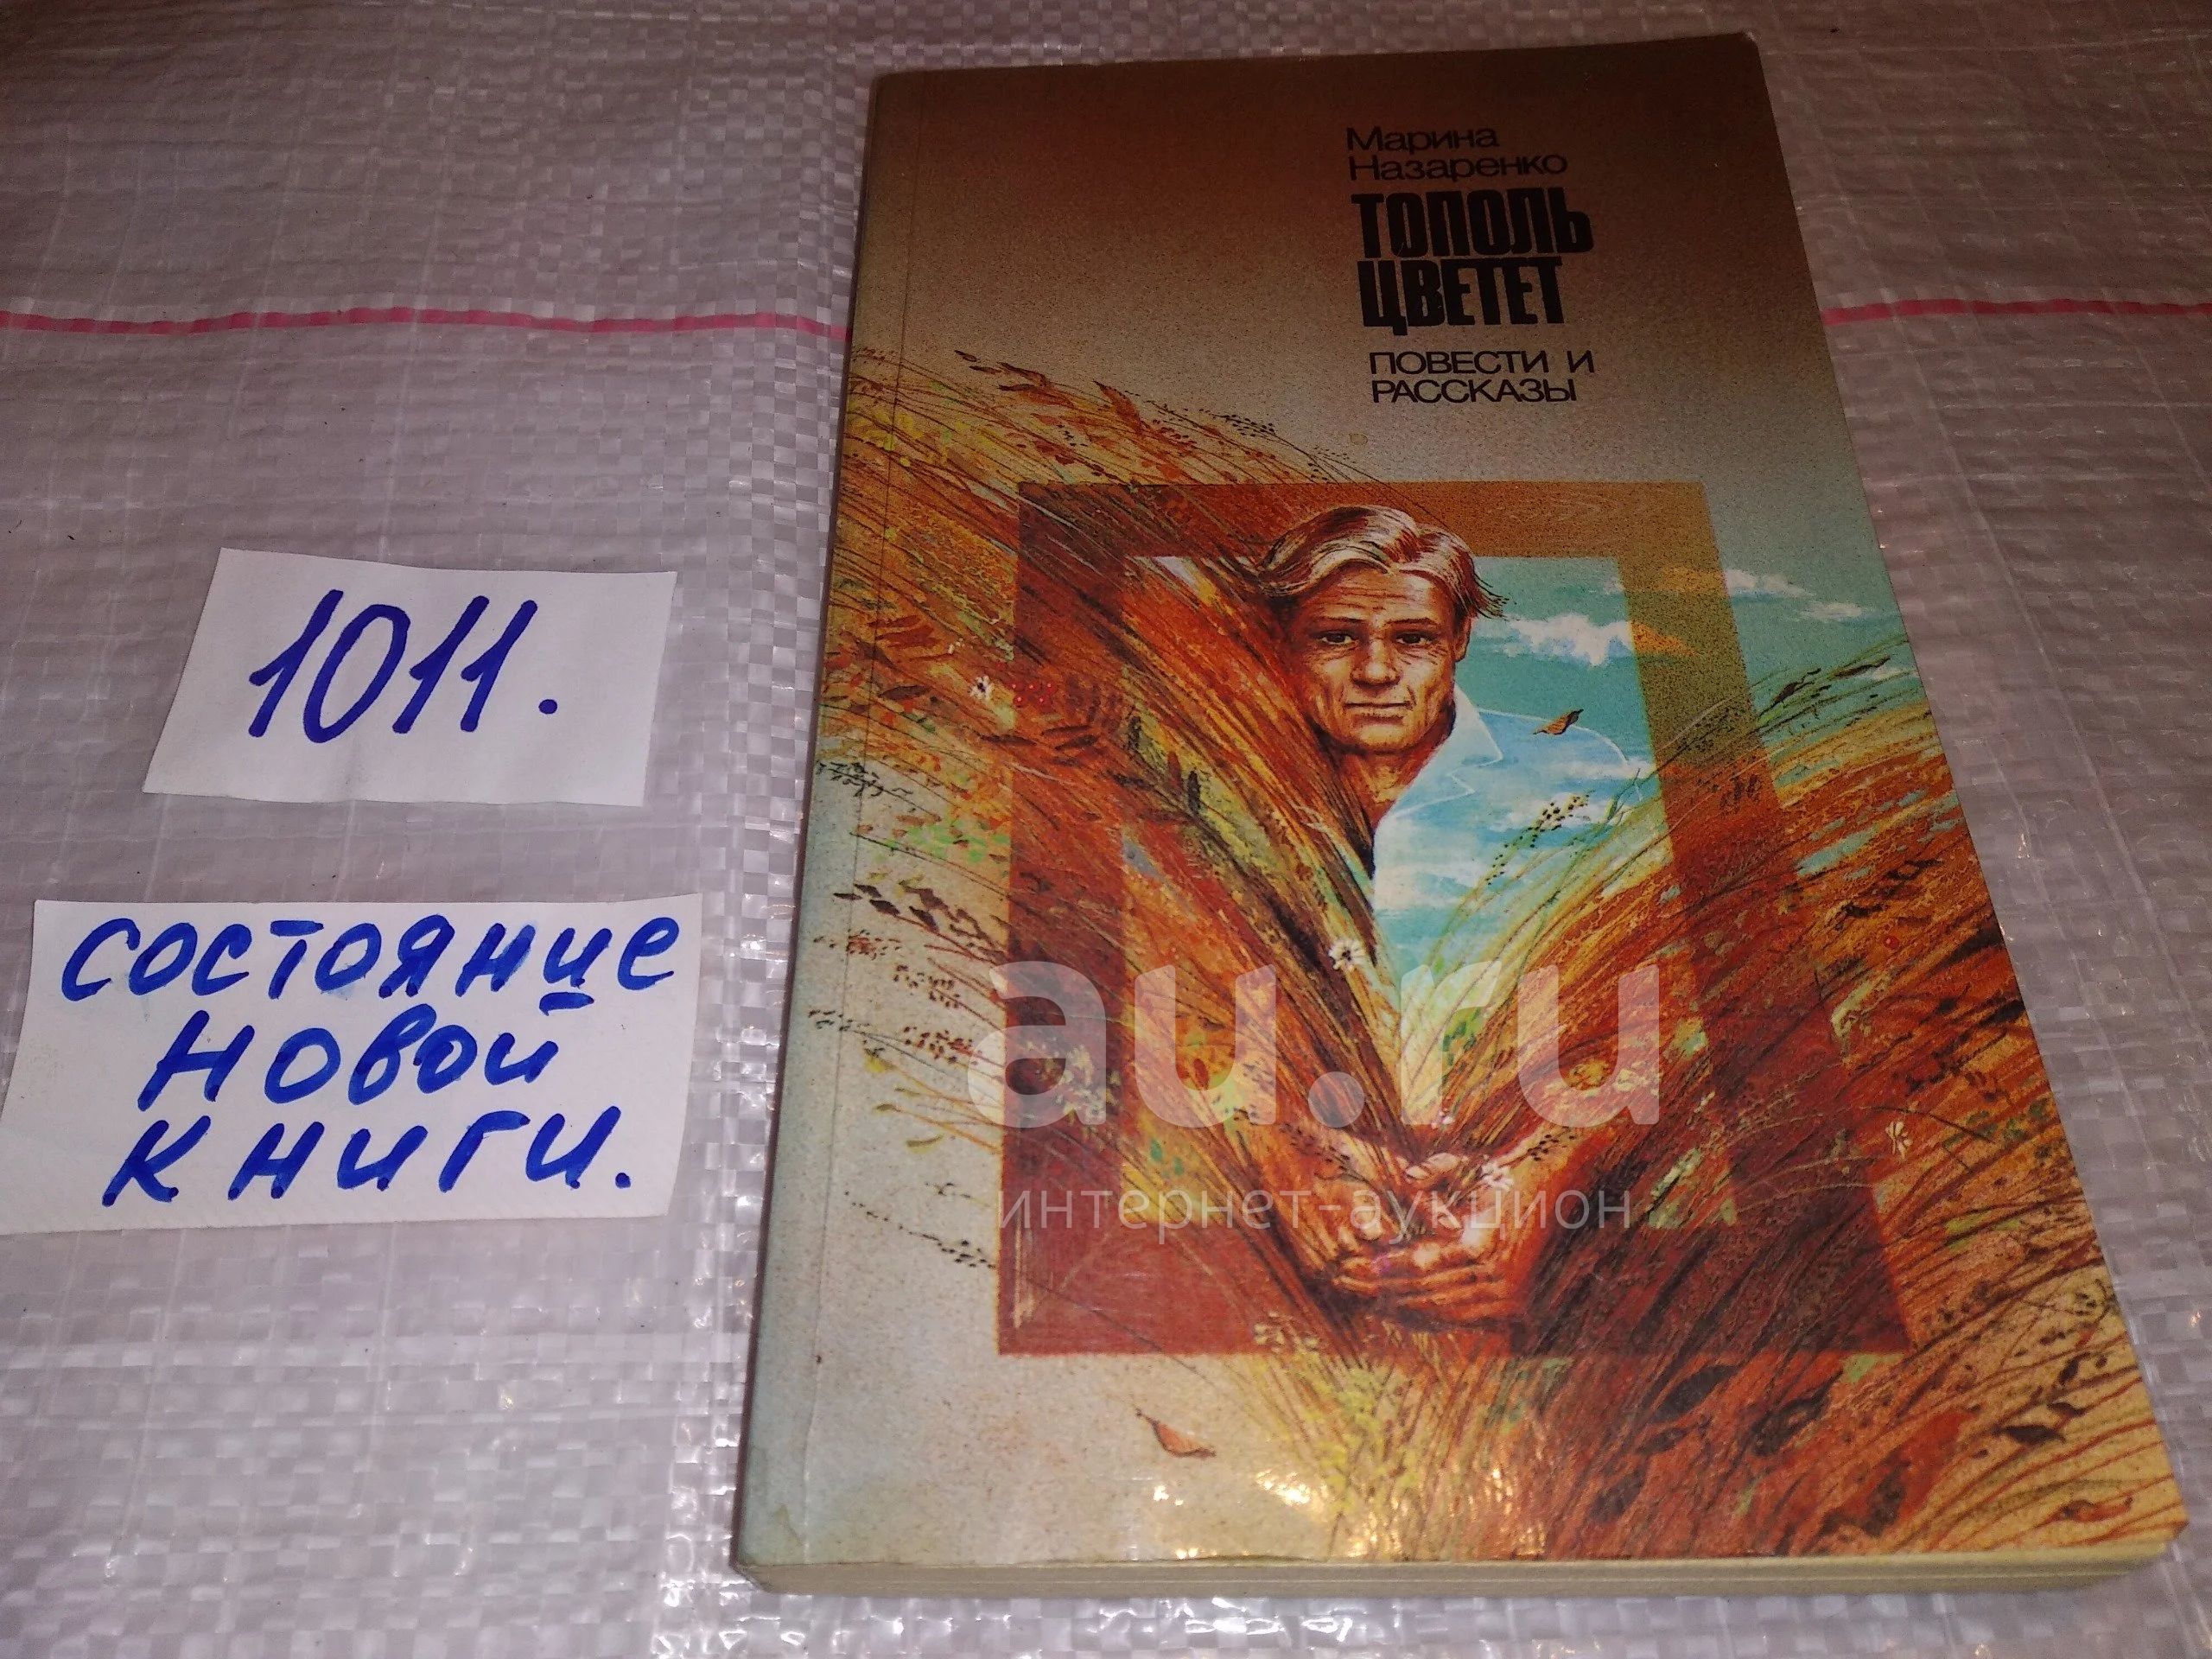 Марина
Назаренко
ТОПОЛЬ
ЦВЕТЕТ
ПОВЕСТИ И
РАССКАЗЫ
1011.
состояние
новой
книги.
au.ru
интернет-аукцион